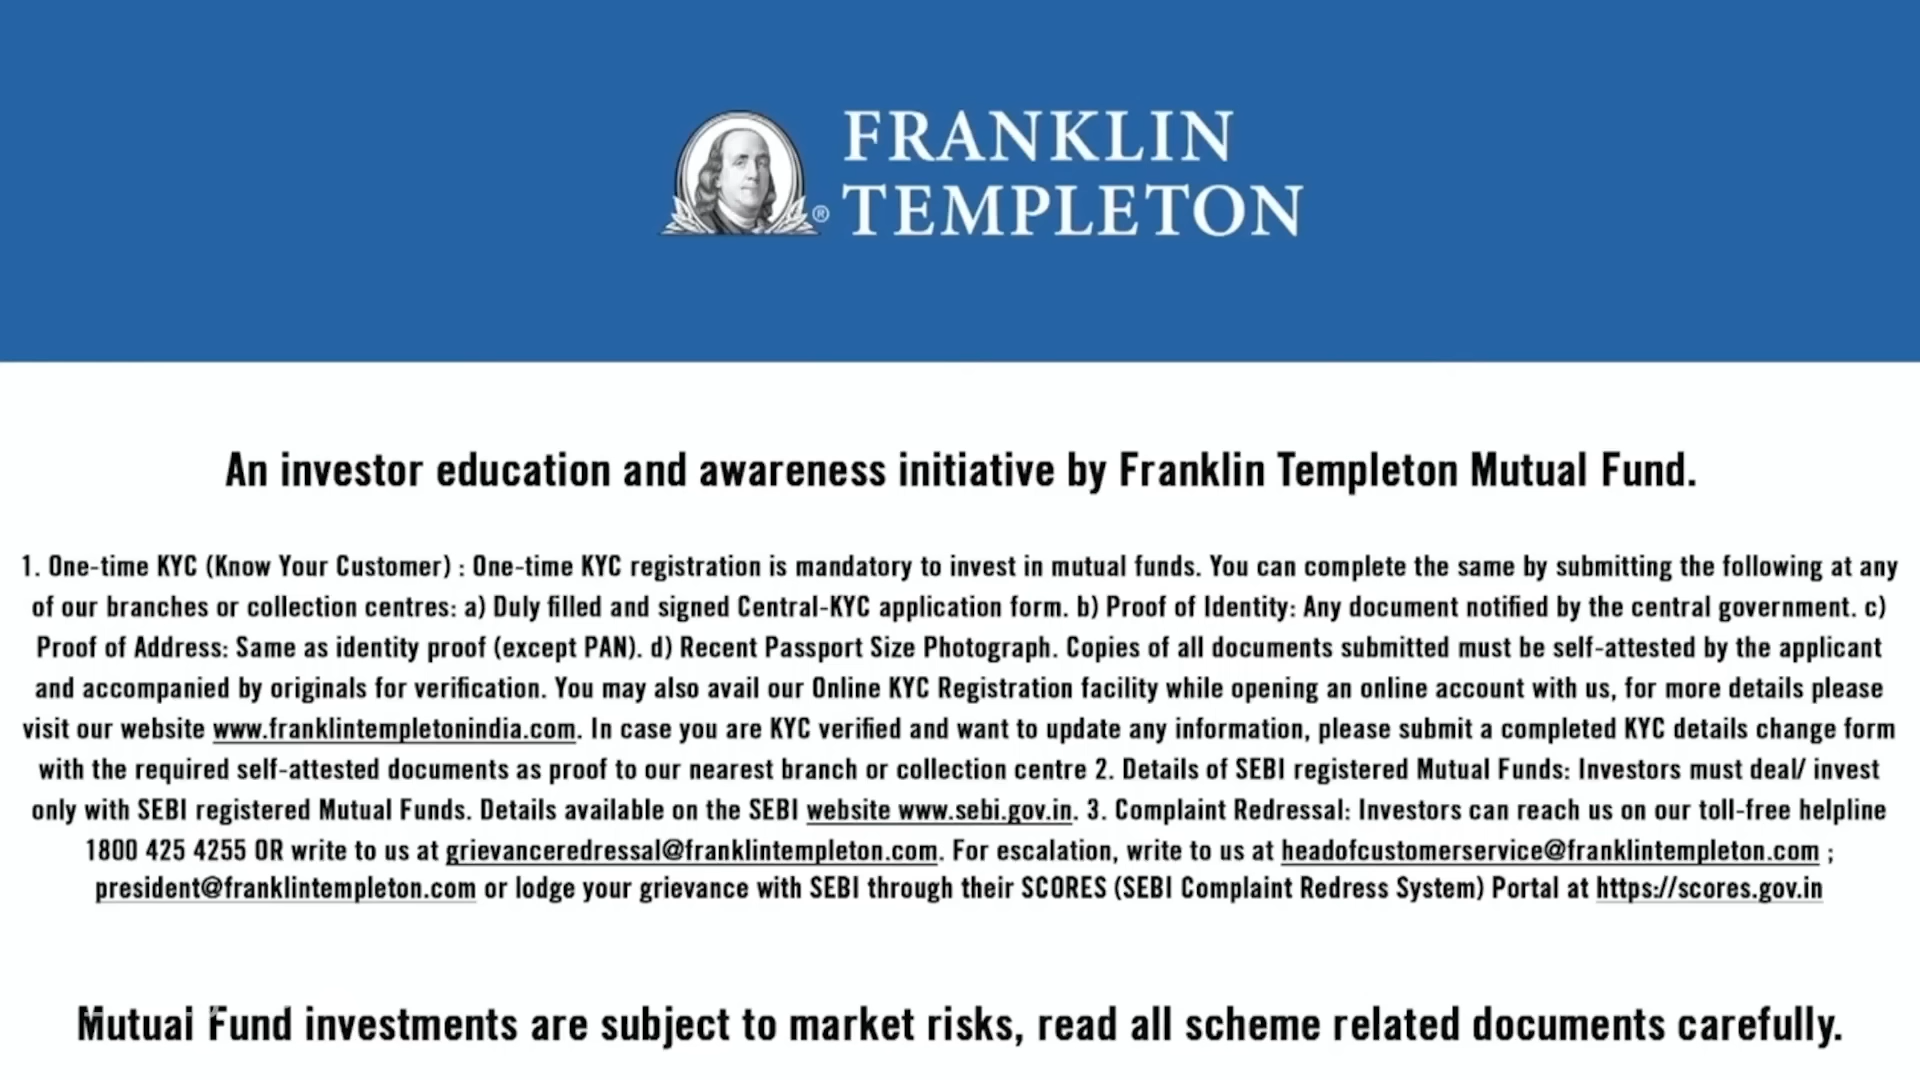 FRANKLIN
TEMPLETON
®
An investor education and awareness initiative by Franklin Templeton Mutual Fund.
1. One-time KYC (Know Your Customer) : One-time KYC registration is mandatory to invest in mutual funds. You can complete the same by submitting the following at any
of our branches or collection centres: a) Duly filled and signed Central-KYC application form. b) Proof of Identity: Any document notified by the central government. c)
Proof of Address: Same as identity proof (except PAN). d) Recent Passport Size Photograph. Copies of all documents submitted must be self-attested by the applicant
and accompanied by originals for verification. You may also avail our Online KYC Registration facility while opening an online account with us, for more details please
visit our website www.franklintempletonindia.com. In case you are KYC verified and want to update any information, please submit a completed KYC details change form
with the required self-attested documents as proof to our nearest branch or collection centre 2. Details of SEBI registered Mutual Funds: Investors must deal/ invest
only with SEBI registered Mutual Funds. Details available on the SEBI website www.sebi.gov.in. 3. Complaint Redressal: Investors can reach us on our toll-free helpline
1800 425 4255 OR write to us at grievanceredressal@franklintempleton.com. For escalation, write to us at headofcustomerservice@franklintempleton.com ;
president@franklintempleton.com or lodge your grievance with SEBI through their SCORES (SEBI Complaint Redress System) Portal at https://scores.gov.in
Mutual Fund investments are subject to market risks, read all scheme related documents carefully.